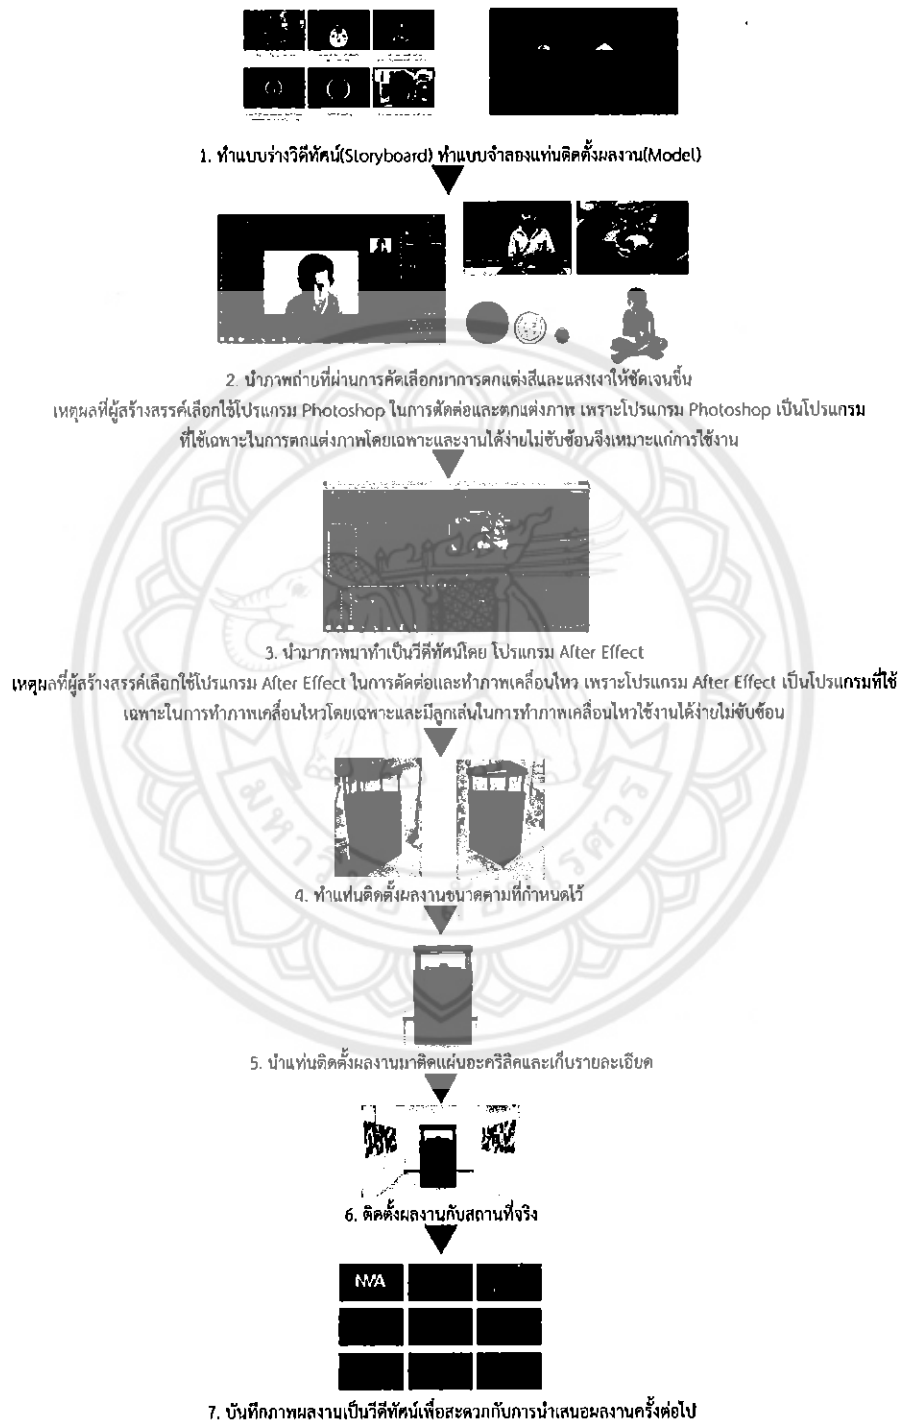 1. ทำแบบร่างวิดีทัศน์(Storyboard) ทำแบบจำลองแท่นติดตั้งผลงาน(Model)
2. นำภาพถ่ายที่ผ่านการคัดเลือกมาการตกแต่งสีและแสงเงาให้ชัดเจนขึ้น
เหตุผลที่ผู้สร้างสรรค์เลือกใช้โปรแกรม Photoshop ในการตัดต่อและตกแต่งภาพ เพราะโปรแกรม Photoshop เป็นโปรแกรม
ที่ใช้เฉพาะในการตกแต่งภาพโดยเฉพาะและงานได้ง่ายไม่ซับซ้อนจึงเหมาะแก่การใช้งาน
3. นำมาภาพมาทำเป็นวีดีทัศน์โดย โปรแกรม After Effect
เหตุผลที่ผู้สร้างสรรค์เลือกใช้โปรแกรม After Effect ในการตัดต่อและทำภาพเคลื่อนไหว เพราะโปรแกรม After Effect เป็นโปรแกรมที่ใช้
เฉพาะในการทำภาพเคลื่อนไหวโดยเฉพาะและมีลูกเล่นในการทำภาพเคลื่อนไหวใช้งานได้ง่ายไม่ซับซ้อน
มหาวิทยาลัยนเรศวร
4. ทำแท่นติดตั้งผลงานขนาดตามที่กำหนดไว้
5. นำแท่นติดตั้งผลงานมาติดแผ่นอะคริลิคและเก็บรายละเอียด
6. ติดตั้งผลงานกับสถานที่จริง
NVA
7. บันทึกภาพผลงานเป็นวีดีทัศน์เพื่อสะดวกกับการนำเสนอผลงานครั้งต่อไป